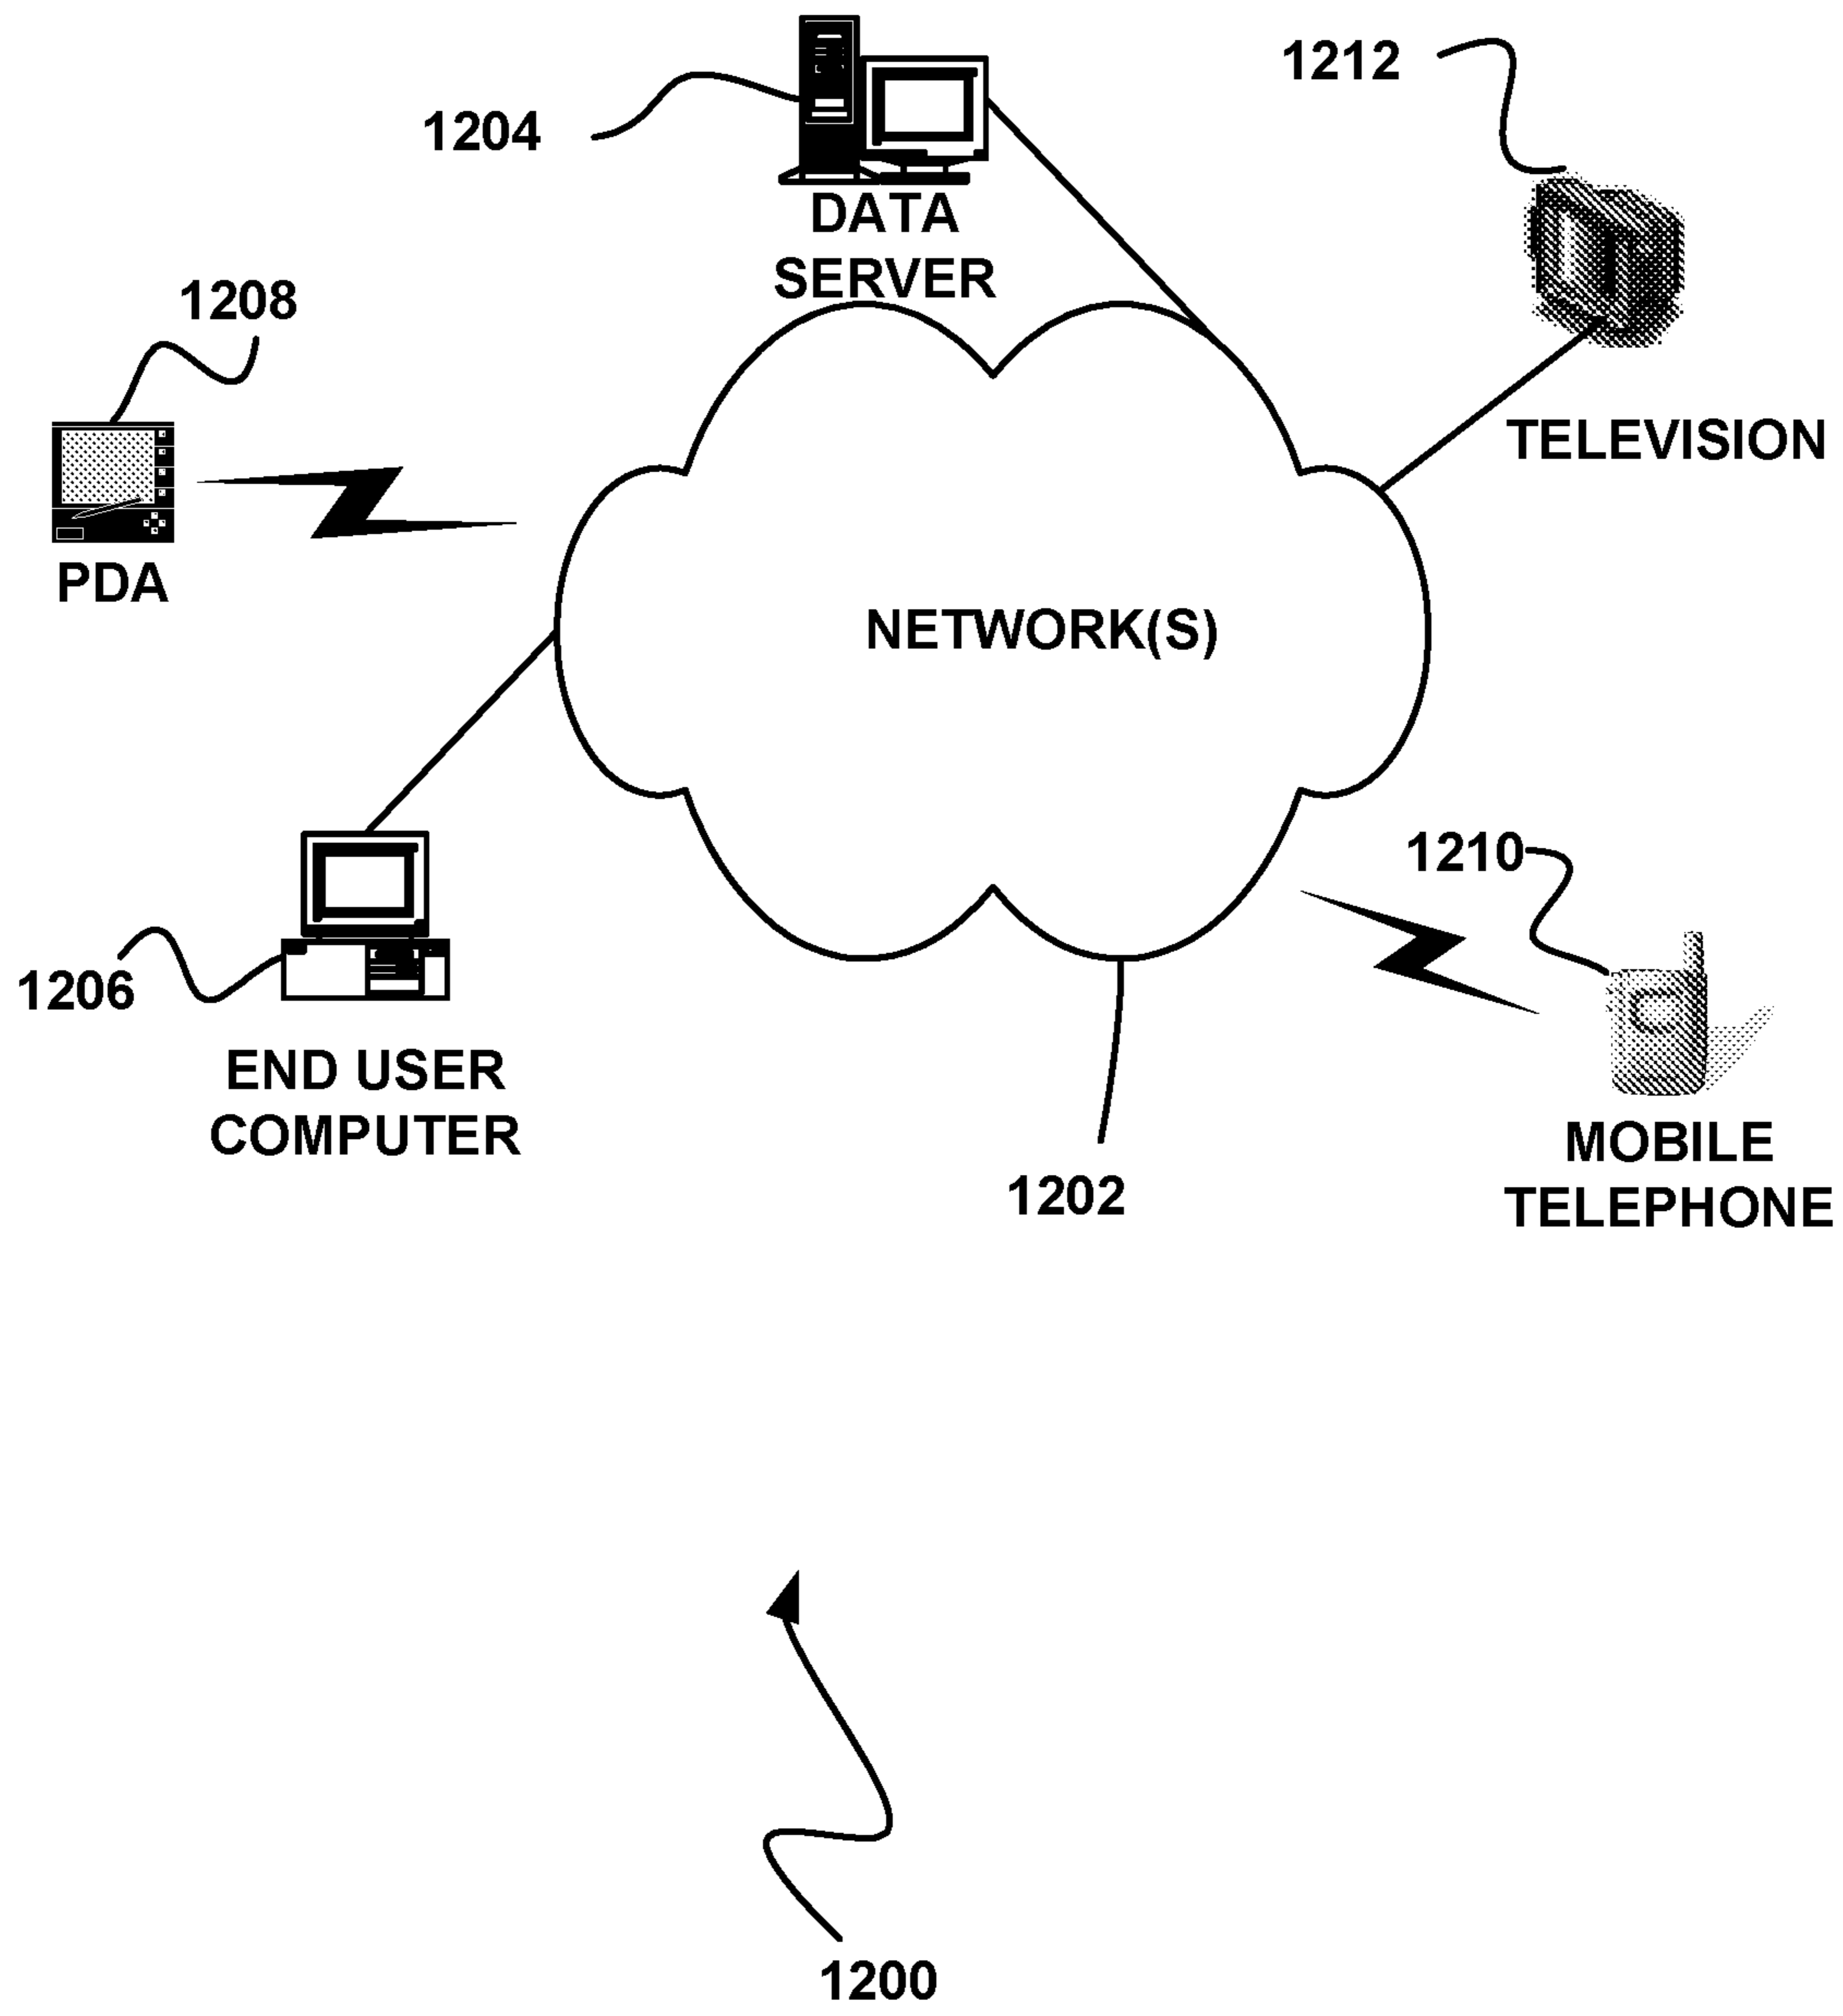 1212
1204
DATA
SERVER
1208
TELEVISION
PDA
NETWORK(S)
1210
1206
END USER
COMPUTER
MOBILE
TELEPHONE
1202
1200